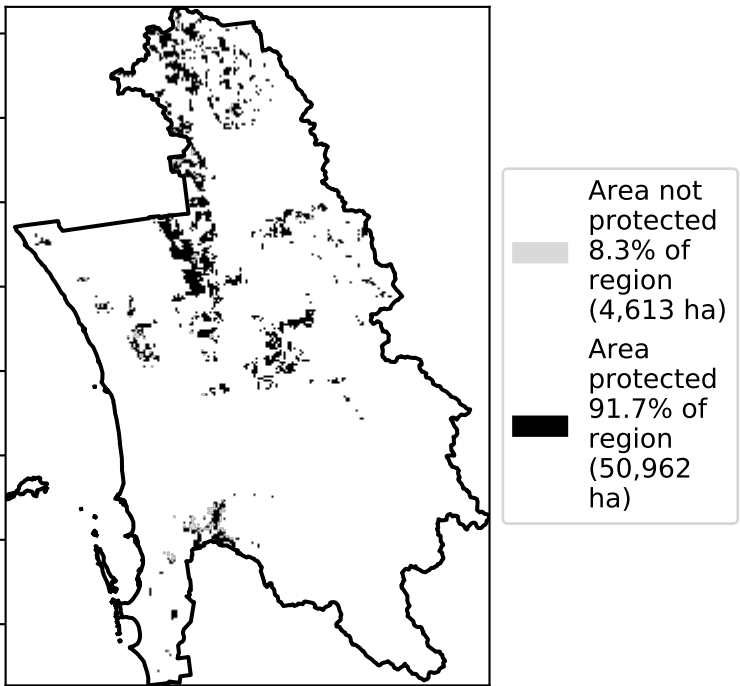 Area not
protected
8.3% of
region
(4,613 ha)
Area
protected
91.7% of
region
(50,962
ha)